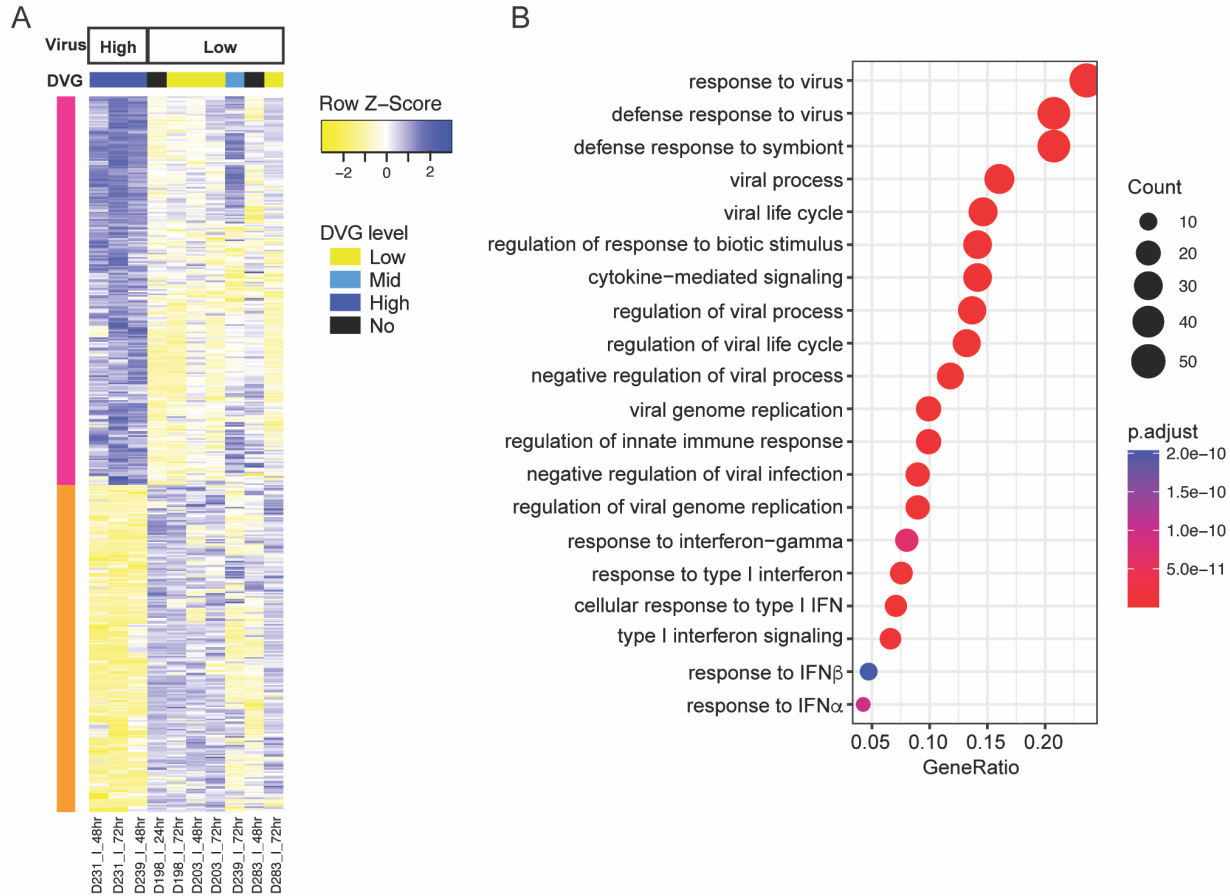 A
Virus High Low
DVG
Row Z−Score
−2 0 2
DVG level
Low
Mid
High
No
D231_I_48hr
D231_I_72hr
D239_I_48hr
D198_I_24hr
D198_I_72hr
D203_I_48hr
D203_I_72hr
D239_I_72hr
D283_I_48hr
D283_I_72hr
B
response to virus
defense response to virus
defense response to symbiont
viral process
viral life cycle
regulation of response to biotic stimulus
cytokine−mediated signaling
regulation of viral process
regulation of viral life cycle
negative regulation of viral process
viral genome replication
regulation of innate immune response
negative regulation of viral infection
regulation of viral genome replication
response to interferon−gamma
response to type I interferon
cellular response to type I IFN
type I interferon signaling
response to IFNβ
response to IFNα
0.05 0.10 0.15 0.20
GeneRatio
Count
10
20
30
40
50
p.adjust
2.0e−10
1.5e−10
1.0e−10
5.0e−11